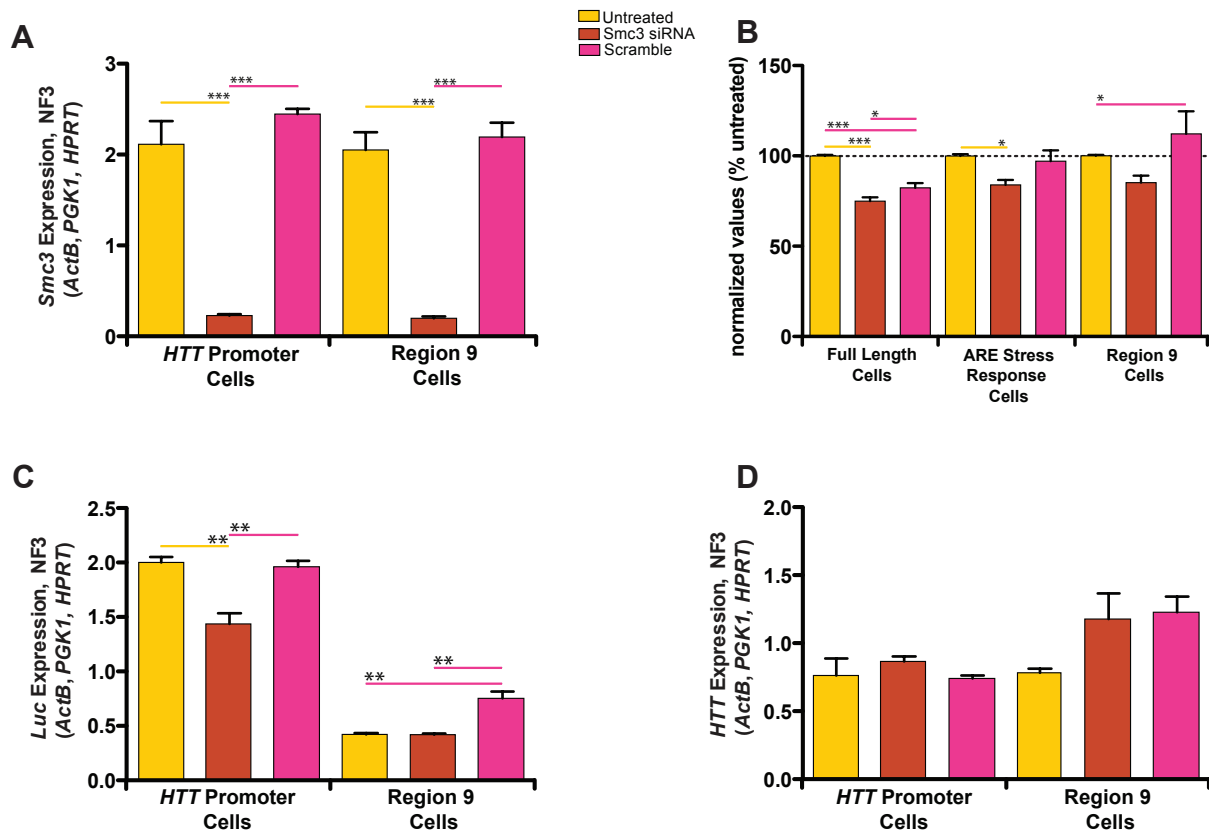 Untreated
Smc3 siRNA
Scramble
A
Smc3 Expression, NF3
(ActB, PGK1, HPRT)
3
2
1
0
***
***
***
***
HTT Promoter
Cells
Region 9
Cells
B
normalized values (% untreated)
150
100
50
0
*
*
***
***
*
Full Length
Cells
ARE Stress
Response
Cells
Region 9
Cells
C
Luc Expression, NF3
(ActB, PGK1, HPRT)
2.5
2.0
1.5
1.0
0.5
0.0
**
**
**
**
HTT Promoter
Cells
Region 9
Cells
D
HTT Expression, NF3
(ActB, PGK1, HPRT)
2.0
1.5
1.0
0.5
0.0
HTT Promoter
Cells
Region 9
Cells